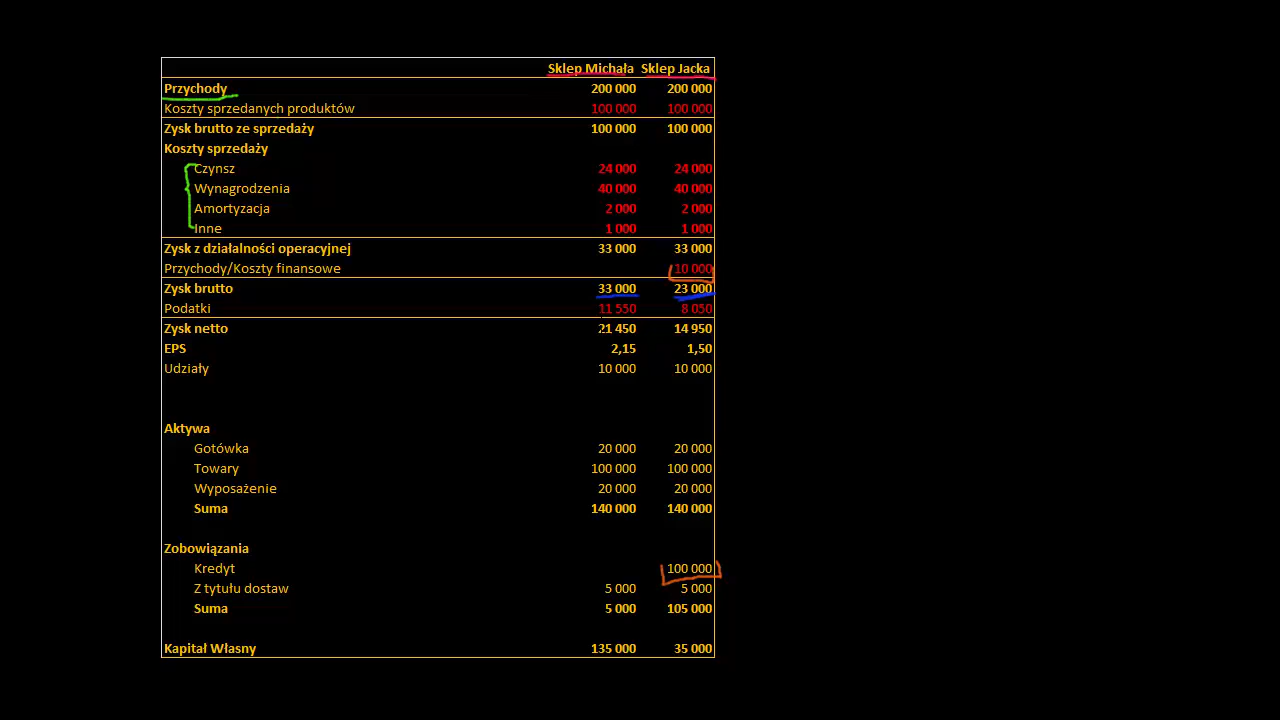 Sklep Michała Sklep Jacka
Przychody 200 000 200 000
Koszty sprzedanych produktów 100 000 100 000
Zysk brutto ze sprzedaży 100 000 100 000
Koszty sprzedaży
Czynsz 24 000 24 000
Wynagrodzenia 40 000 40 000
Amortyzacja 2 000 2 000
Inne 1 000 1 000
Zysk z działalności operacyjnej 33 000 33 000
Przychody/Koszty finansowe 10 000
Zysk brutto 33 000 23 000
Podatki 11 550 8 050
Zysk netto 21 450 14 950
EPS 2,15 1,50
Udziały 10 000 10 000
Aktywa
Gotówka 20 000 20 000
Towary 100 000 100 000
Wyposażenie 20 000 20 000
Suma 140 000 140 000
Zobowiązania
Kredyt 100 000
Z tytułu dostaw 5 000 5 000
Suma 5 000 105 000
Kapitał Własny 135 000 35 000